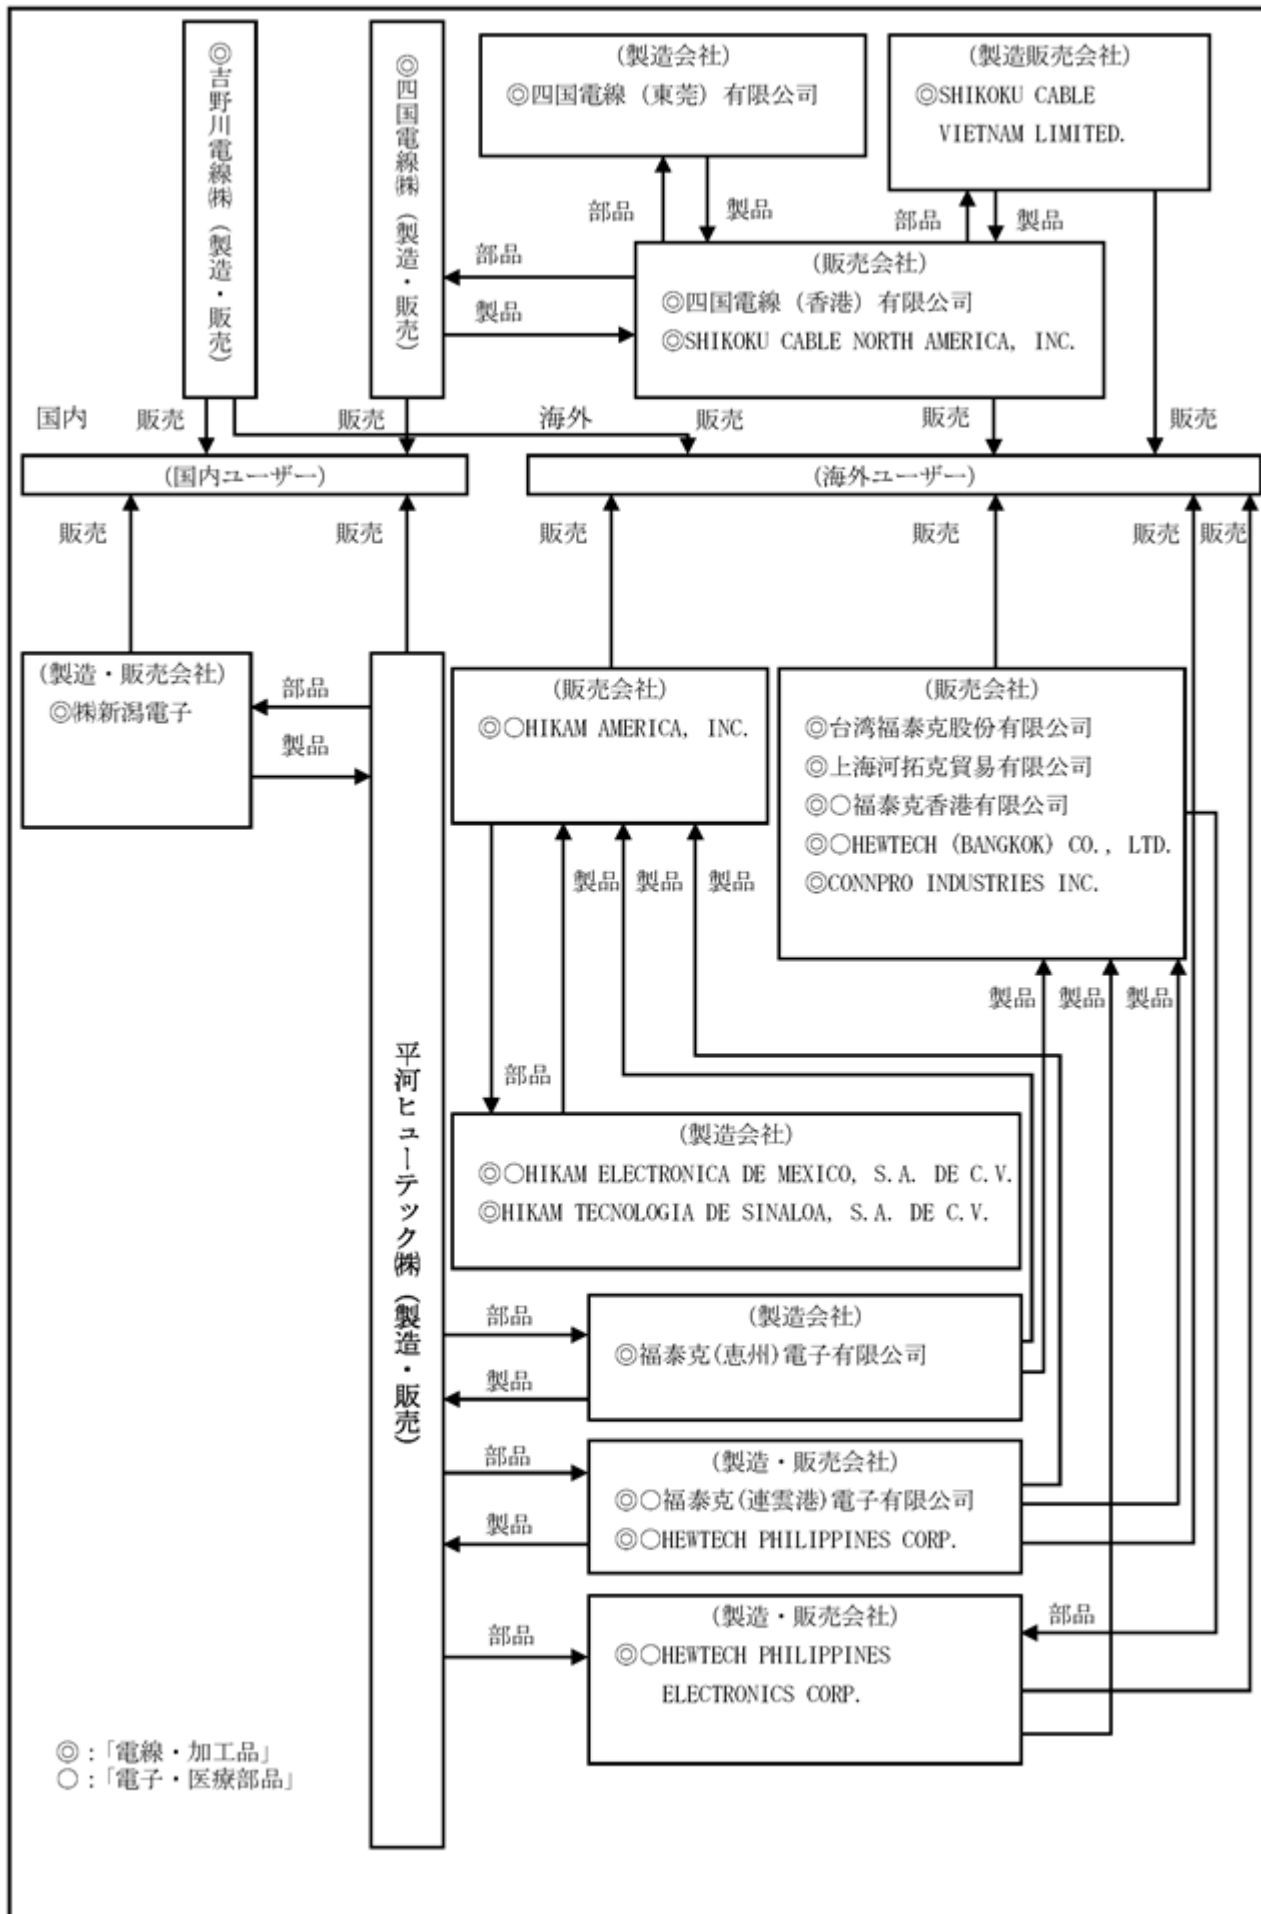 ◎吉野川電線㈱（製造・販売）
◎四国電線㈱（製造・販売）
(製造会社)
◎四国電線（東莞）有限公司
(製造販売会社)
◎SHIKOKU CABLE
VIETNAM LIMITED.
部品
製品
部品
製品
部品
製品
(販売会社)
◎四国電線（香港）有限公司
◎SHIKOKU CABLE NORTH AMERICA, INC.
国内
販売
販売
海外
販売
販売
販売
(国内ユーザー)
(海外ユーザー)
販売
販売
販売
販売
販売
販売
(製造・販売会社)
◎㈱新潟電子
部品
製品
平河ヒューテック㈱（製造・販売）
(販売会社)
◎○HIKAM AMERICA, INC.
(販売会社)
◎台湾福泰克股份有限公司
◎上海河拓克貿易有限公司
◎○福泰克香港有限公司
◎○HEWTECH (BANGKOK) CO., LTD.
◎CONNPRO INDUSTRIES INC.
製品
製品
製品
製品
製品
製品
部品
(製造会社)
◎○HIKAM ELECTRONICA DE MEXICO, S.A. DE C.V.
◎HIKAM TECNOLOGIA DE SINALOA, S.A. DE C.V.
部品
製品
(製造会社)
◎福泰克(恵州)電子有限公司
部品
製品
(製造・販売会社)
◎○福泰克(連雲港)電子有限公司
◎○HEWTECH PHILIPPINES CORP.
部品
(製造・販売会社)
◎○HEWTECH PHILIPPINES
ELECTRONICS CORP.
部品
◎：「電線・加工品」
○：「電子・医療部品」